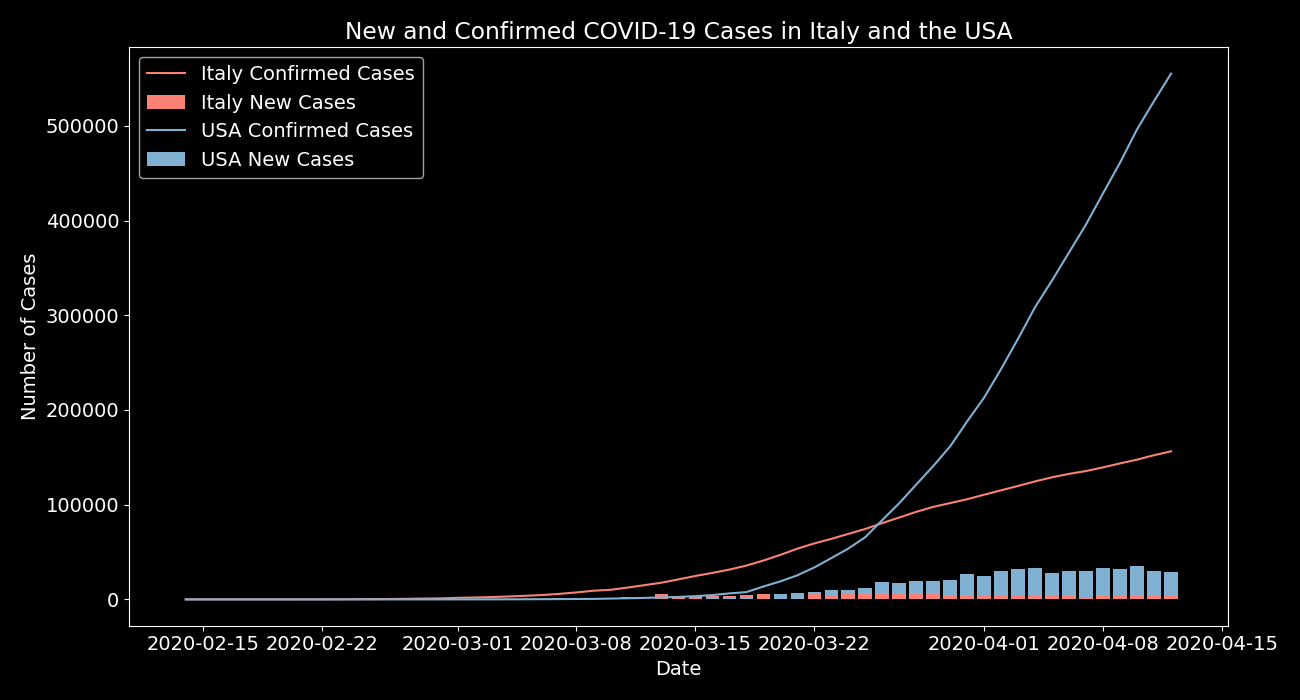 New and Confirmed COVID-19 Cases in Italy and the USA
Italy Confirmed Cases
Italy New Cases
USA Confirmed Cases
USA New Cases
Number of Cases
500000
400000
300000
200000
100000
0
2020-02-15 2020-02-22 2020-03-01 2020-03-08 2020-03-15 2020-03-22 2020-04-01 2020-04-08 2020-04-15
Date